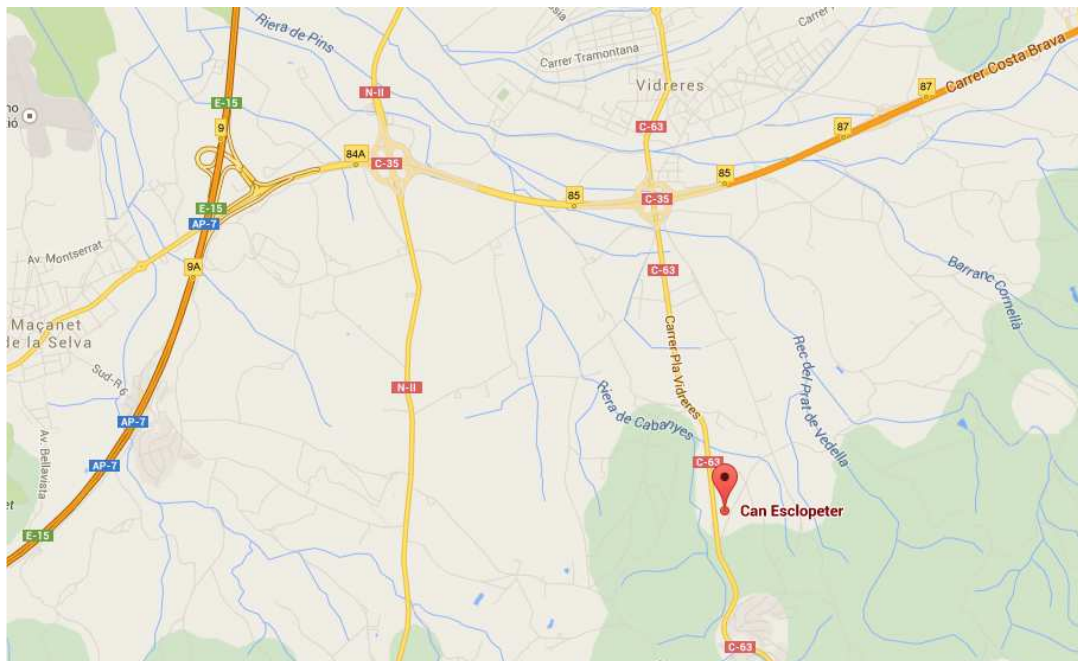 Riera de Pins
Carrer Tramontana
Vidreres
Carrer Costa Brava
87
87
E-15
N-II
9
C-63
84A
C-35
85
85
C-35
E-15
AP-7
Av. Montserrat
9A
C-63
Barranc Cornellà
Maçanet
de la Selva
Carrer Pla Vidreres
Rec del Prat de Vedella
Sud-R 6
N-II
Riera de Cabanyes
AP-7
Av. Bellavista
AP-7
C-63
Can Esclopeter
E-15
C-63